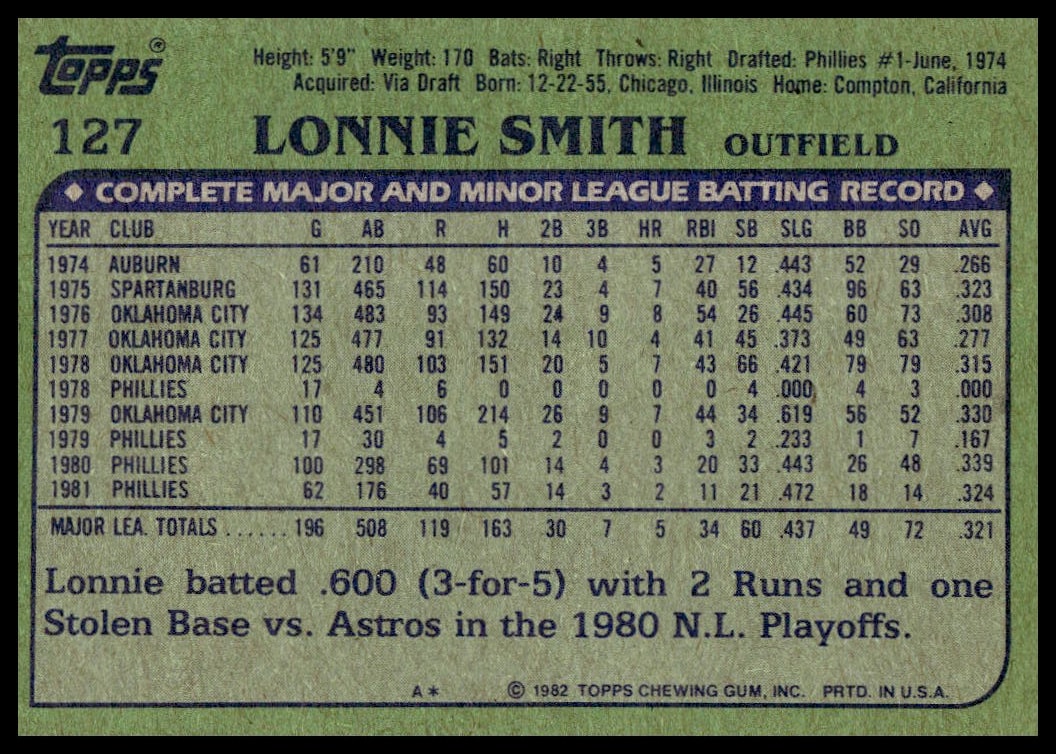 Topps®
Height: 5'9" Weight: 170 Bats: Right Throws: Right Drafted: Phillies #1-June, 1974
Acquired: Via Draft Born: 12-22-55, Chicago, Illinois Home: Compton, California
127 LONNIE SMITH OUTFIELD
◆ COMPLETE MAJOR AND MINOR LEAGUE BATTING RECORD ◆
YEAR CLUB G AB R H 2B 3B HR RBI SB SLG BB SO AVG
1974 AUBURN 61 210 48 60 10 4 5 27 12 .443 52 29 .266
1975 SPARTANBURG 131 465 114 150 23 4 7 40 56 .434 96 63 .323
1976 OKLAHOMA CITY 134 483 93 149 24 9 8 54 26 .445 60 73 .308
1977 OKLAHOMA CITY 125 477 91 132 14 10 4 41 45 .373 49 63 .277
1978 OKLAHOMA CITY 125 480 103 151 20 5 7 43 66 .421 79 79 .315
1978 PHILLIES 17 4 6 0 0 0 0 0 4 .000 4 3 .000
1979 OKLAHOMA CITY 110 451 106 214 26 9 7 44 34 .619 56 52 .330
1979 PHILLIES 17 30 4 5 2 0 0 3 2 .233 1 7 .167
1980 PHILLIES 100 298 69 101 14 4 3 20 33 .443 26 48 .339
1981 PHILLIES 62 176 40 57 14 3 2 11 21 .472 18 14 .324
MAJOR LEA. TOTALS ...... 196 508 119 163 30 7 5 34 60 .437 49 72 .321
Lonnie batted .600 (3-for-5) with 2 Runs and one
Stolen Base vs. Astros in the 1980 N.L. Playoffs.
A* © 1982 TOPPS CHEWING GUM, INC. PRTD. IN U.S.A.